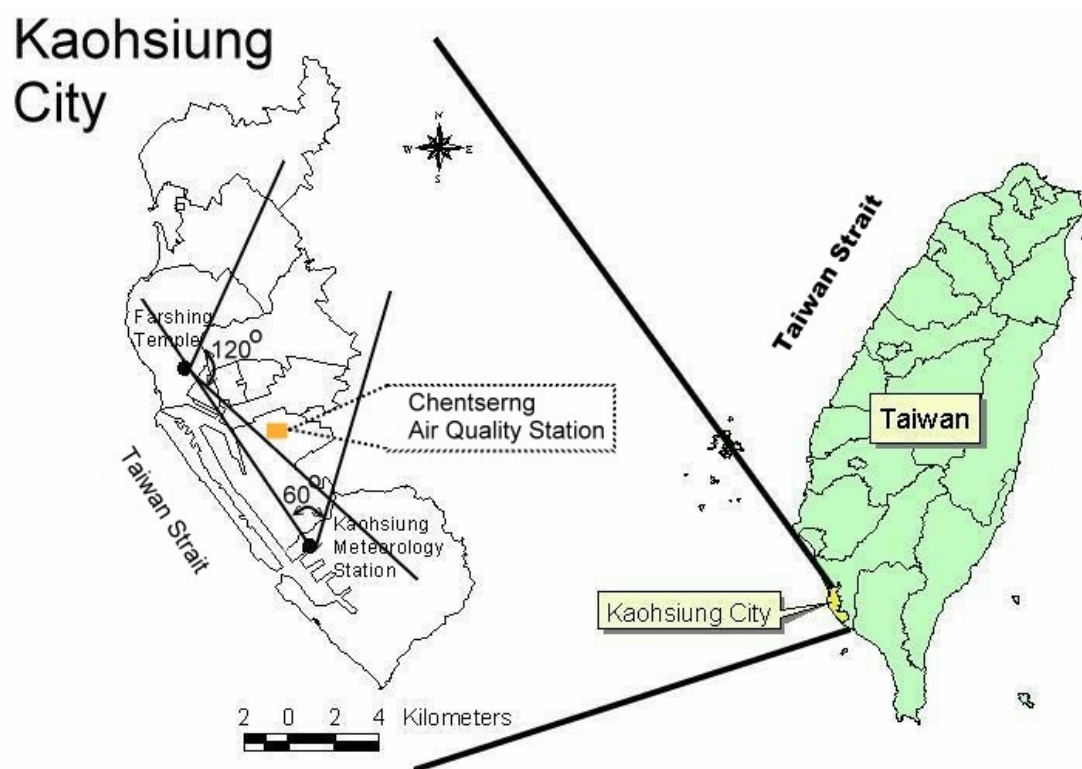 Kaohsiung
City
N
W E
S
Taiwan Strait
Farshing
Temple
120°
Chentserng
Air Quality Station
Taiwan
Taiwan Strait
60°
Kaohsiung
Meteorology
Station
Kaohsiung City
2 0 2 4 Kilometers